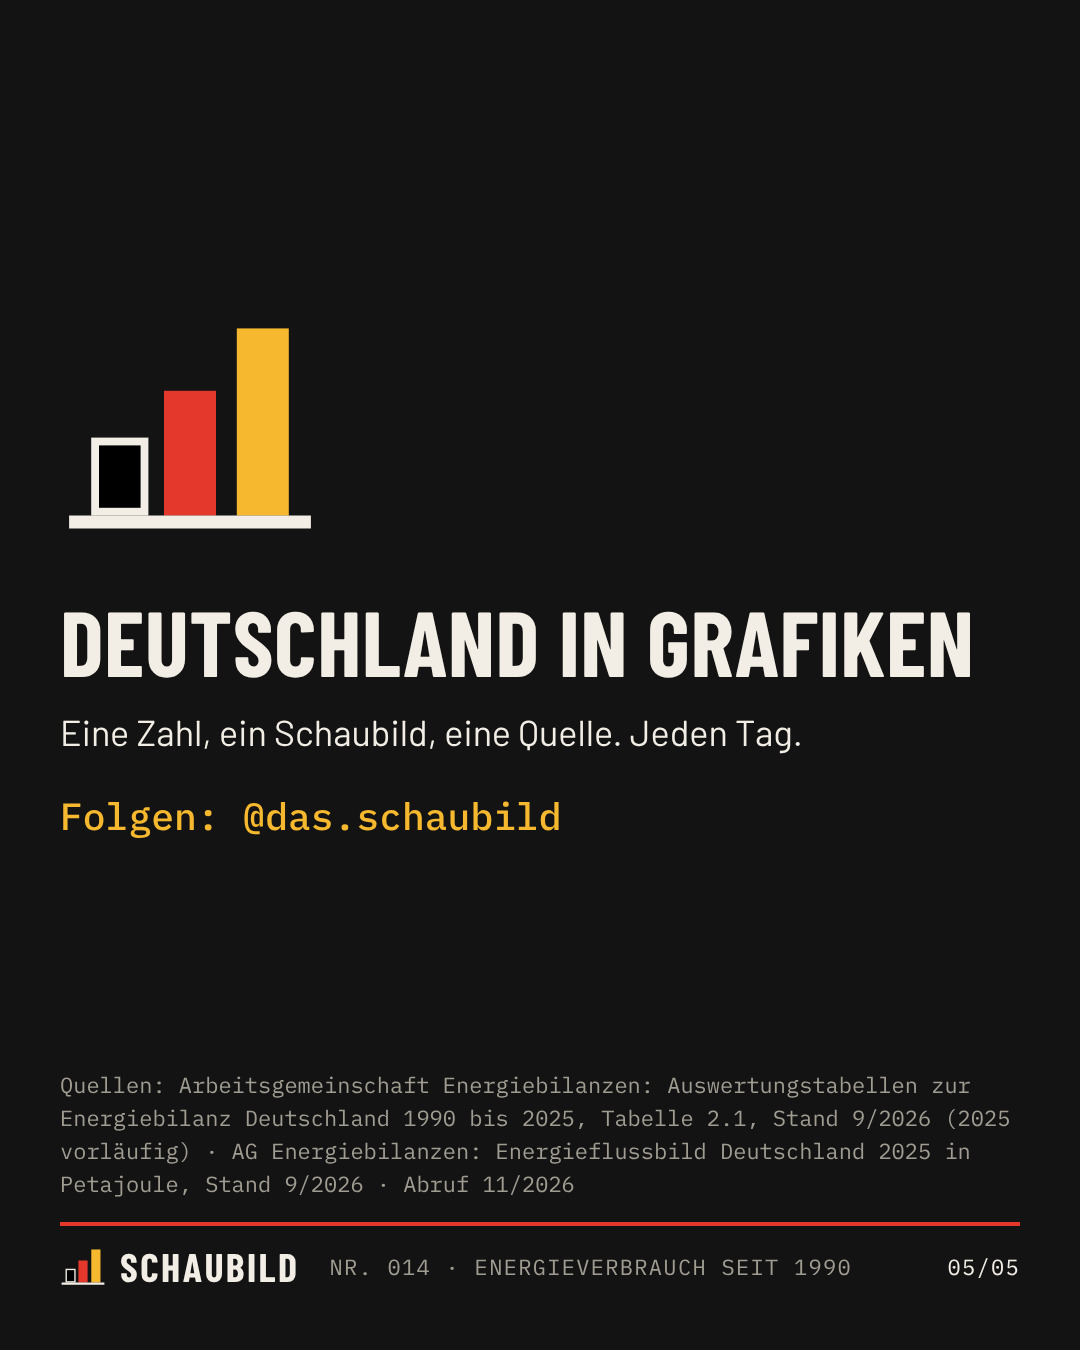 DEUTSCHLAND IN GRAFIKEN
Eine Zahl, ein Schaubild, eine Quelle. Jeden Tag.
Folgen: @das.schaubild
Quellen: Arbeitsgemeinschaft Energiebilanzen: Auswertungstabellen zur
Energiebilanz Deutschland 1990 bis 2025, Tabelle 2.1, Stand 9/2026 (2025
vorläufig) · AG Energiebilanzen: Energieflussbild Deutschland 2025 in
Petajoule, Stand 9/2026 · Abruf 11/2026
SCHAUBILD NR. 014 · ENERGIEVERBRAUCH SEIT 1990 05/05